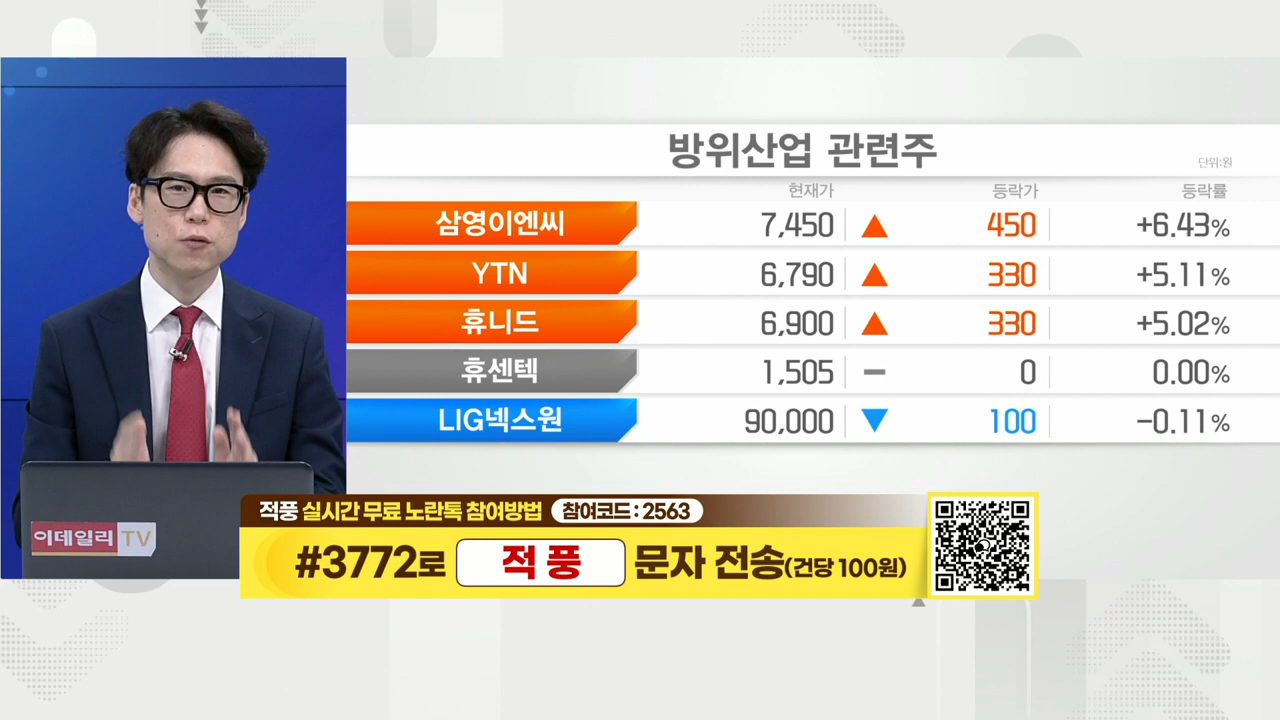 방위산업 관련주
단위:원
현재가 등락가 등락률
삼영이엔씨 7,450 ▲ 450 +6.43%
YTN 6,790 ▲ 330 +5.11%
휴니드 6,900 ▲ 330 +5.02%
휴센텍 1,505 － 0 0.00%
LIG넥스원 90,000 ▼ 100 -0.11%
적풍 실시간 무료 노란톡 참여방법 참여코드 : 2563
#3772로 적 풍 문자 전송(건당 100원)
이데일리 TV